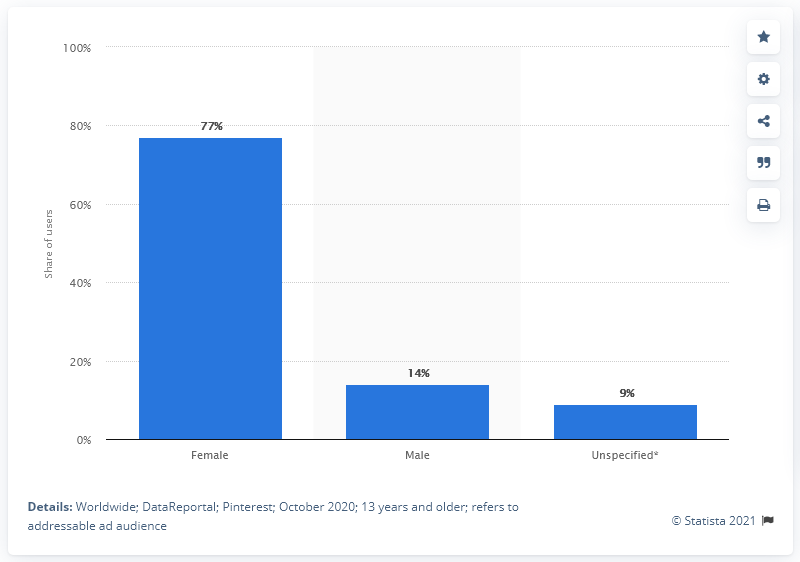 100%
80%
60%
40%
20%
0%
Share of users
77%
14%
9%
Female
Male
Unspecified*
Details: Worldwide; DataReportal; Pinterest; October 2020; 13 years and older; refers to
addressable ad audience
© Statista 2021